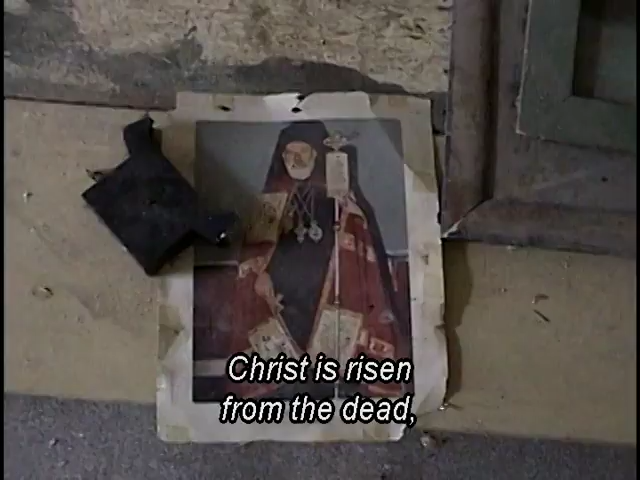 Christ is risen
from the dead,